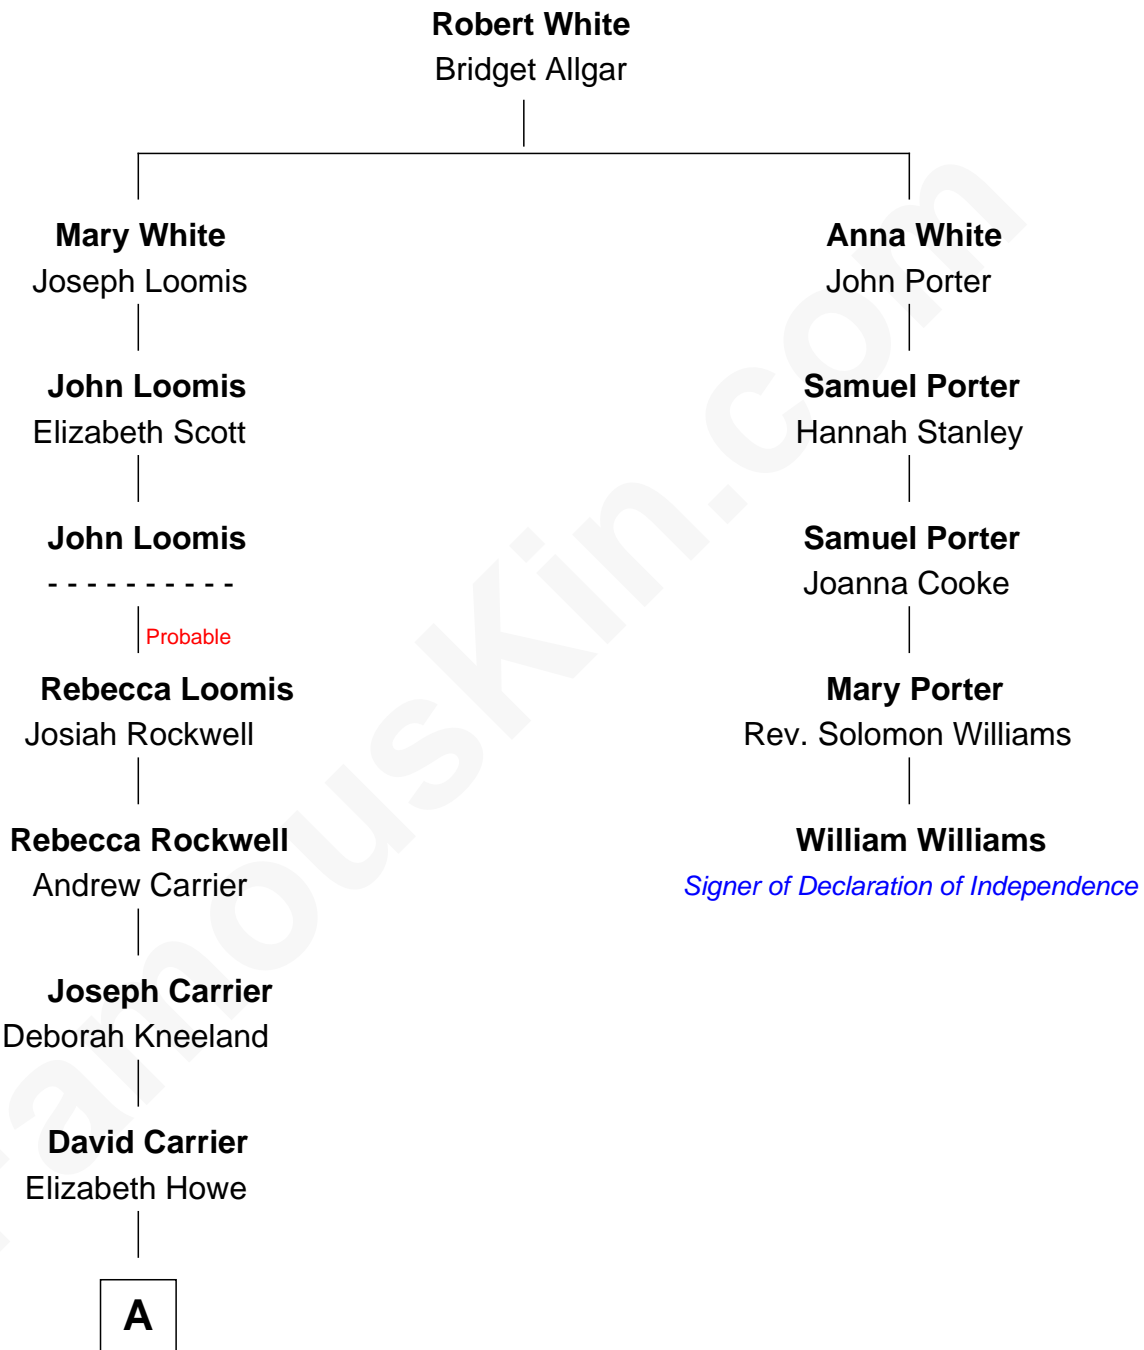 Robert White
Bridget Allgar
Mary White
Joseph Loomis
Anna White
John Porter
John Loomis
Elizabeth Scott
Samuel Porter
Hannah Stanley
John Loomis
- - - - - - - - - -
Samuel Porter
Joanna Cooke
Probable
Rebecca Loomis
Josiah Rockwell
Mary Porter
Rev. Solomon Williams
Rebecca Rockwell
Andrew Carrier
William Williams
Signer of Declaration of Independence
Joseph Carrier
Deborah Kneeland
David Carrier
Elizabeth Howe
A
FamousKin.com